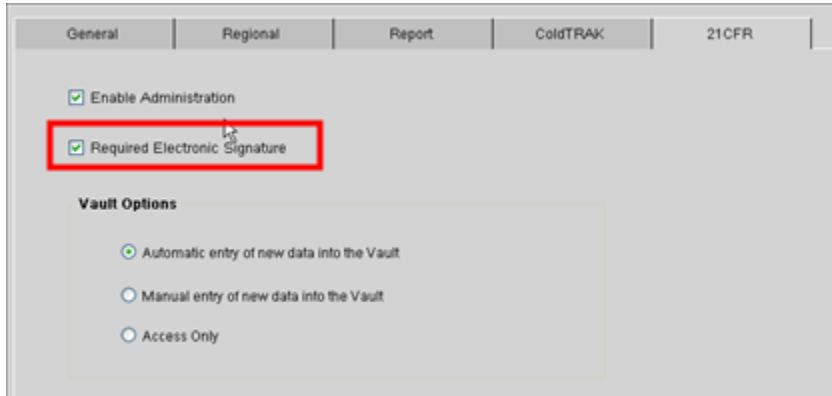 General Regional Report ColdTRAK 21CFR
Enable Administration
Required Electronic Signature
Vault Options
Automatic entry of new data into the Vault
Manual entry of new data into the Vault
Access Only